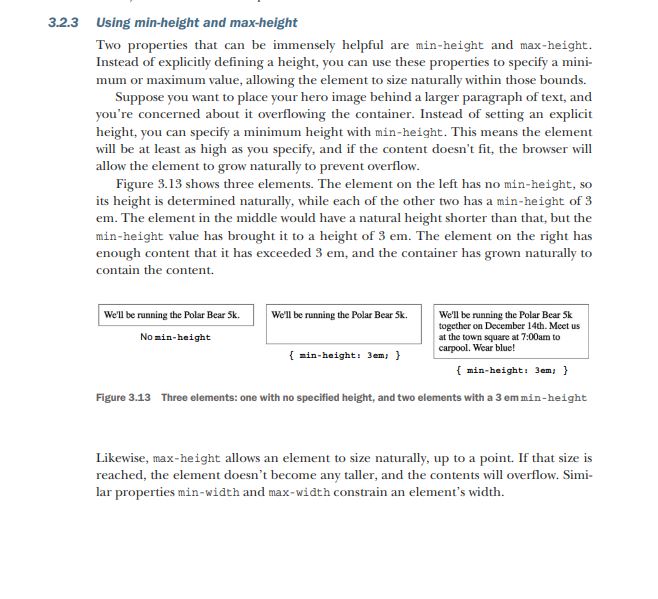 3.2.3 Using min-height and max-height
Two properties that can be immensely helpful are min-height and max-height.
Instead of explicitly defining a height, you can use these properties to specify a mini-
mum or maximum value, allowing the element to size naturally within those bounds.
Suppose you want to place your hero image behind a larger paragraph of text, and
you're concerned about it overflowing the container. Instead of setting an explicit
height, you can specify a minimum height with min-height. This means the element
will be at least as high as you specify, and if the content doesn't fit, the browser will
allow the element to grow naturally to prevent overflow.
Figure 3.13 shows three elements. The element on the left has no min-height, so
its height is determined naturally, while each of the other two has a min-height of 3
em. The element in the middle would have a natural height shorter than that, but the
min-height value has brought it to a height of 3 em. The element on the right has
enough content that it has exceeded 3 em, and the container has grown naturally to
contain the content.
We'll be running the Polar Bear 5k.
No min-height
We'll be running the Polar Bear 5k.
{ min-height: 3em; }
We'll be running the Polar Bear 5k
together on December 14th. Meet us
at the town square at 7:00am to
carpool. Wear blue!
{ min-height: 3em; }
Figure 3.13 Three elements: one with no specified height, and two elements with a 3 em min-height
Likewise, max-height allows an element to size naturally, up to a point. If that size is
reached, the element doesn't become any taller, and the contents will overflow. Simi-
lar properties min-width and max-width constrain an element's width.